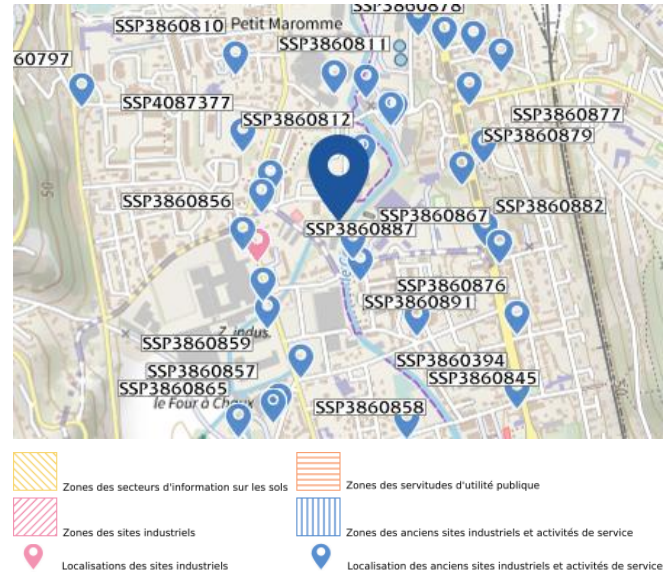 SSP3860878
SSP3860810
Petit Maromme
SSP3860811
60797
SSP4087377
SSP3860812
SSP3860877
SSP3860879
50
SSP3860856
SSP3860867
SSP3860882
SSP3860887
SSP3860876
SSP3860891
Z. indus.
SSP3860859
SSP3860857
SSP3860394
SSP3860865
SSP3860845
le Four à Chaux
SSP3860858
50
Zones des secteurs d'information sur les sols
Zones des servitudes d'utilité publique
Zones des sites industriels
Zones des anciens sites industriels et activités de service
Localisations des sites industriels
Localisation des anciens sites industriels et activités de service